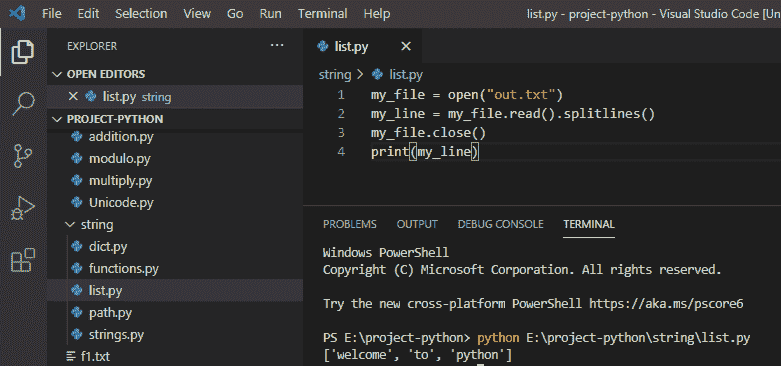 File Edit Selection View Go Run Terminal Help
list.py - project-python - Visual Studio Code [Un
EXPLORER
OPEN EDITORS
list.py string
PROJECT-PYTHON
addition.py
modulo.py
multiply.py
Unicode.py
string
dict.py
functions.py
list.py
path.py
strings.py
f1.txt
list.py
string > list.py
1 my_file = open("out.txt")
2 my_line = my_file.read().splitlines()
3 my_file.close()
4 print(my_line)
PROBLEMS OUTPUT DEBUG CONSOLE TERMINAL
Windows PowerShell
Copyright (C) Microsoft Corporation. All rights reserved.
Try the new cross-platform PowerShell https://aka.ms/pscore6
PS E:\project-python> python E:\project-python\string\list.py
['welcome', 'to', 'python']